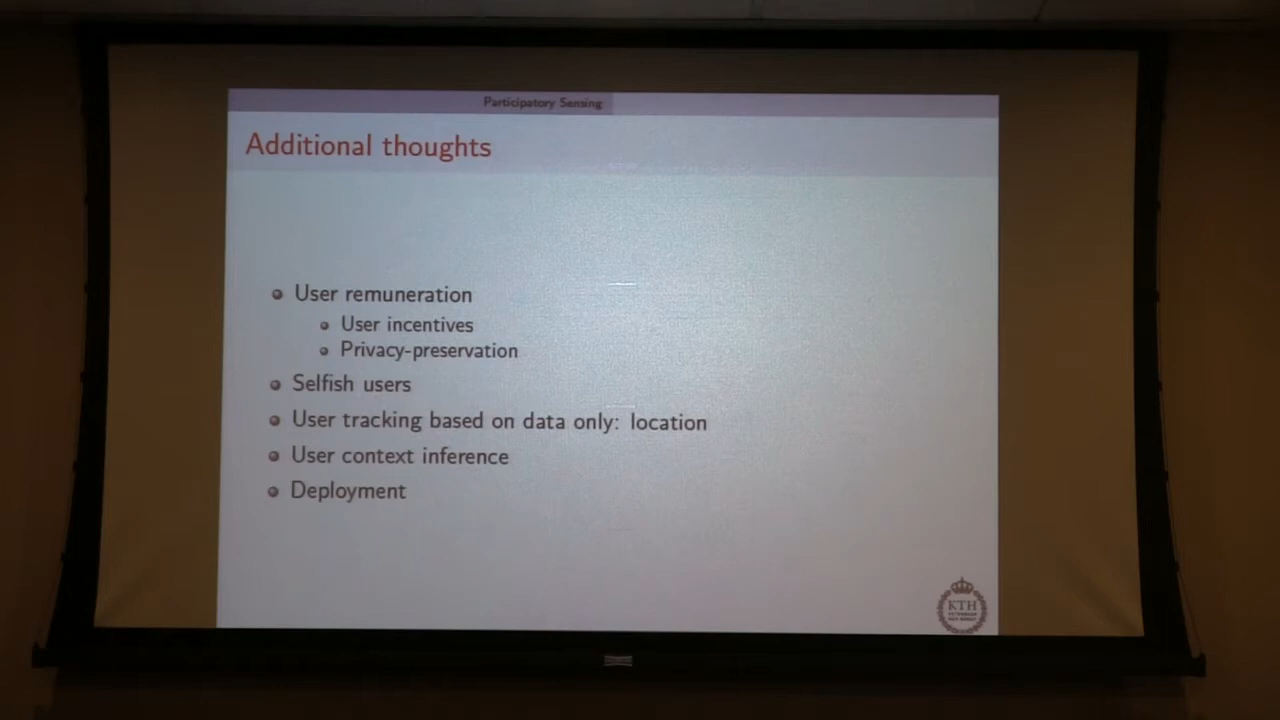 Participatory Sensing
Additional thoughts
User remuneration
User incentives
Privacy-preservation
Selfish users
User tracking based on data only: location
User context inference
Deployment
KTH